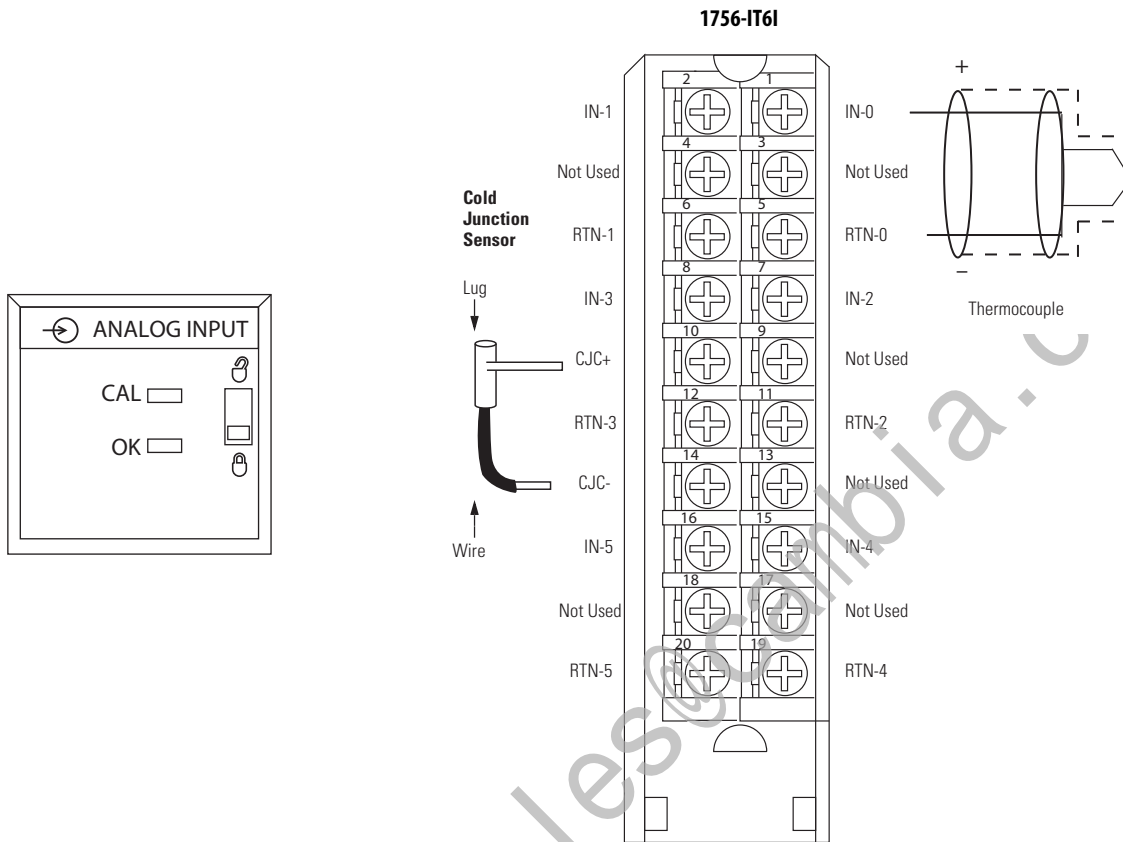 1756-IT6I
2 1
IN-1 IN-0
+
4 3
Not Used Not Used
Cold
Junction
Sensor
6 5
RTN-1 RTN-0
−
8 7
Lug
IN-3 IN-2
Thermocouple
ANALOG INPUT
CAL
OK
10 9
CJC+ Not Used
12 11
RTN-3 RTN-2
14 13
CJC- Not Used
16 15
Wire
IN-5 IN-4
18 17
Not Used Not Used
20 19
RTN-5 RTN-4
les@cambia.c